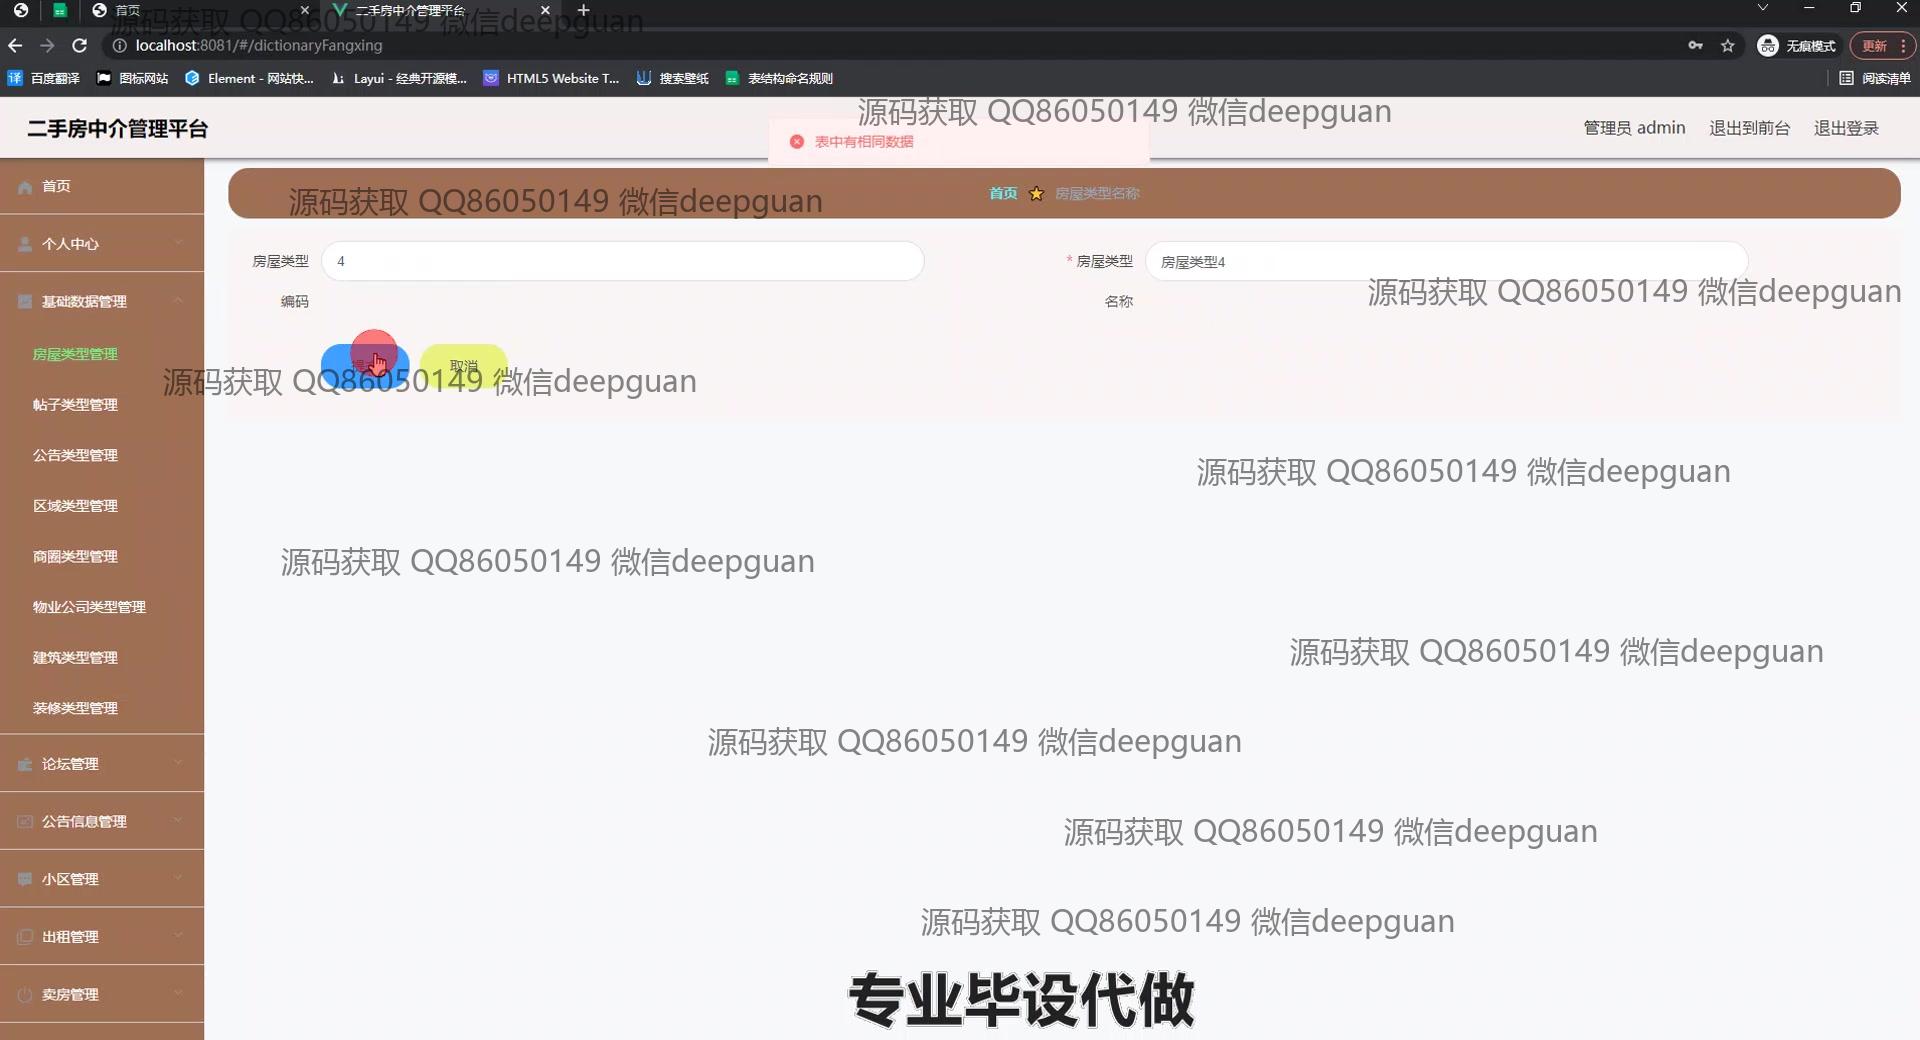 首页
二手房中介管理平台
localhost:8081/#/dictionaryFangxing
无痕模式
更新
百度翻译
图标网站
Element - 网站快...
Layui - 经典开源模...
HTML5 Website T...
搜索壁纸
表结构命名规则
阅读清单
源码获取 QQ86050149 微信deepguan
源码获取 QQ86050149 微信deepguan
二手房中介管理平台
表中有相同数据
管理员 admin
退出到前台
退出登录
首页
首页
房屋类型名称
源码获取 QQ86050149 微信deepguan
个人中心
房屋类型
编码
4
* 房屋类型
名称
房屋类型4
源码获取 QQ86050149 微信deepguan
基础数据管理
房屋类型管理
取消
源码获取 QQ86050149 微信deepguan
帖子类型管理
公告类型管理
源码获取 QQ86050149 微信deepguan
区域类型管理
商圈类型管理
源码获取 QQ86050149 微信deepguan
物业公司类型管理
建筑类型管理
源码获取 QQ86050149 微信deepguan
装修类型管理
源码获取 QQ86050149 微信deepguan
论坛管理
公告信息管理
源码获取 QQ86050149 微信deepguan
小区管理
源码获取 QQ86050149 微信deepguan
出租管理
卖房管理
专业毕设代做